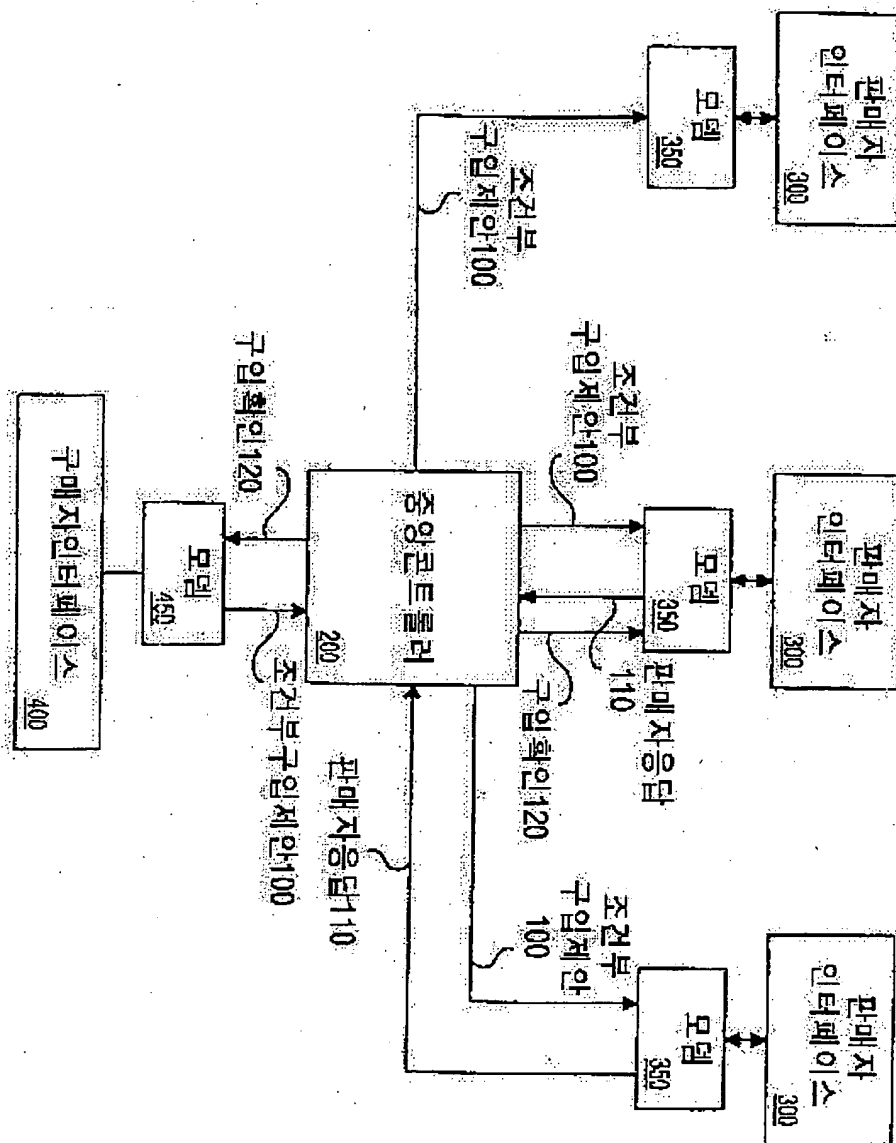 판매자
인터페이스
300
판매자
인터페이스
300
판매자
인터페이스
300
모뎀
350
모뎀
350
모뎀
350
조건부
구입제안100
조건부
구입제안100
판매자응답
110
구입확인120
조건부
구입제안
100
판매자응답110
중앙콘트롤러
200
구입확인120
조건부구입제안100
모뎀
450
구매자인터페이스
400